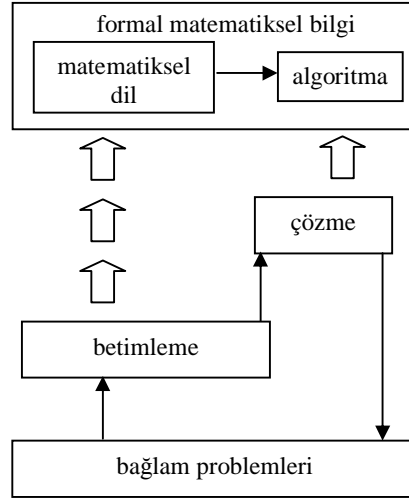 formal matematiksel bilgi
matematiksel
dil
algoritma
çözme
betimleme
bağlam problemleri